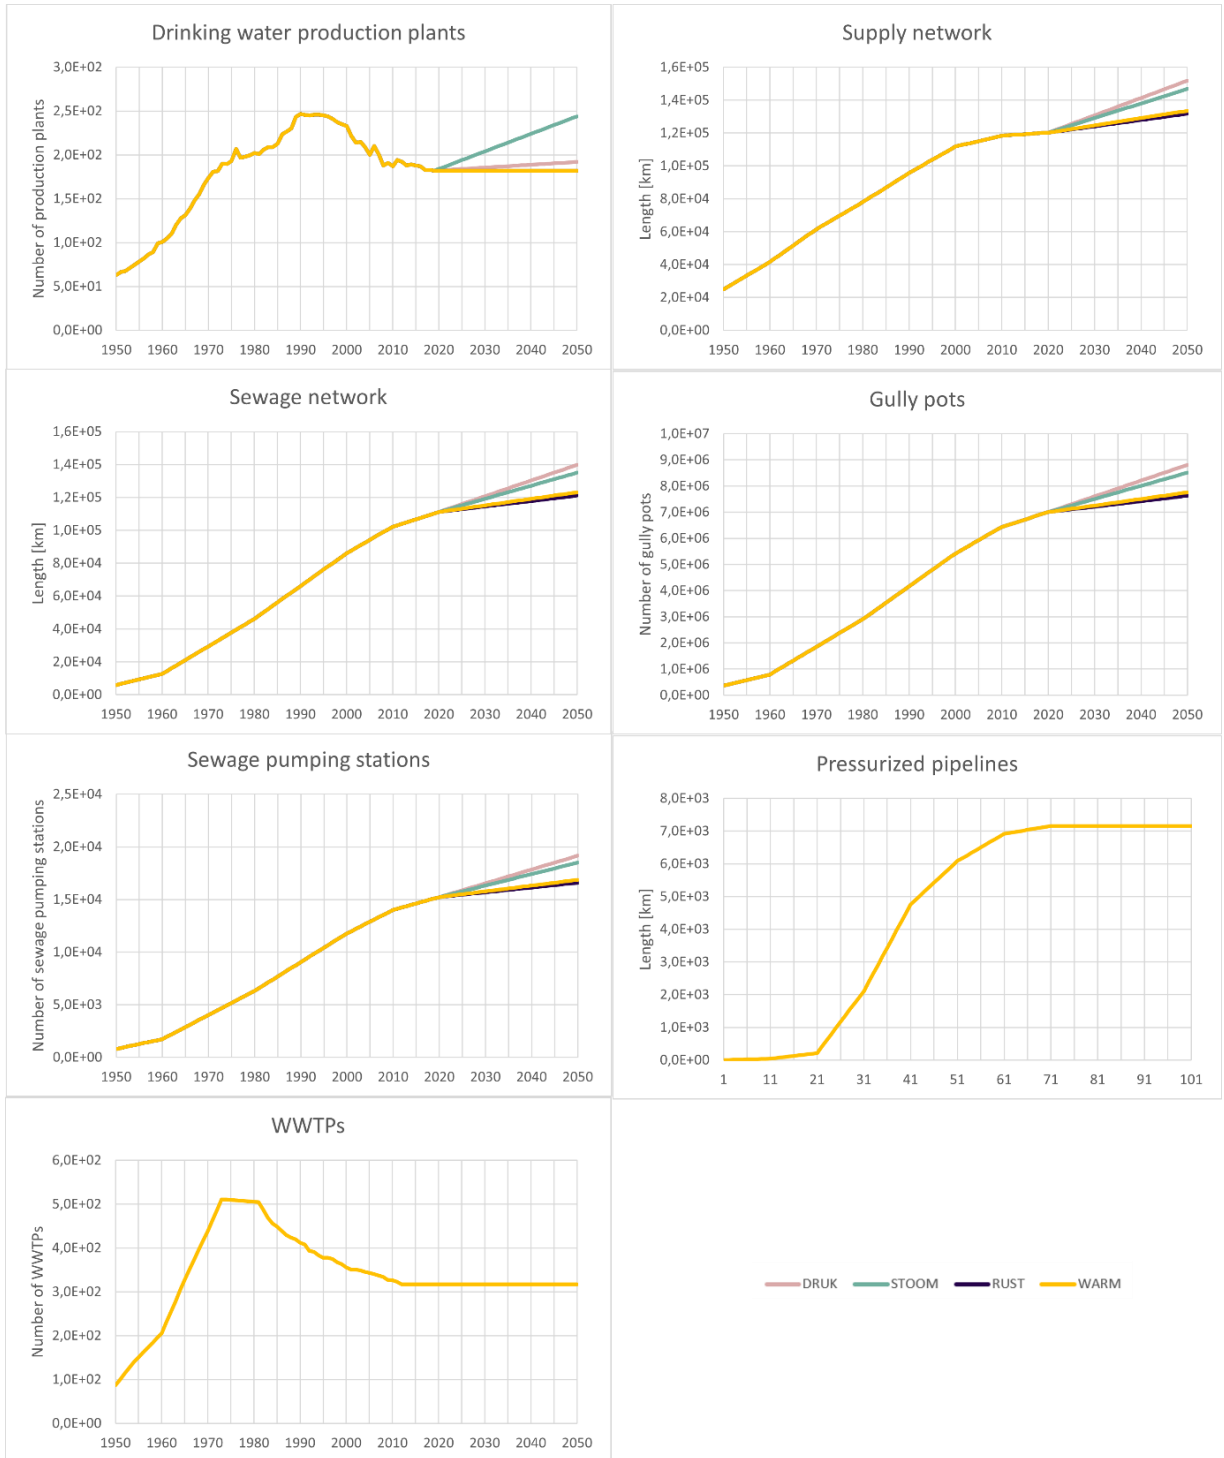 Drinking water production plants
Number of production plants
3,0E+02
2,5E+02
2,0E+02
1,5E+02
1,0E+02
5,0E+01
0,0E+00
1950 1960 1970 1980 1990 2000 2010 2020 2030 2040 2050
Supply network
Length [km]
1,6E+05
1,4E+05
1,2E+05
1,0E+05
8,0E+04
6,0E+04
4,0E+04
2,0E+04
0,0E+00
1950 1960 1970 1980 1990 2000 2010 2020 2030 2040 2050
Sewage network
Length [km]
1,6E+05
1,4E+05
1,2E+05
1,0E+05
8,0E+04
6,0E+04
4,0E+04
2,0E+04
0,0E+00
1950 1960 1970 1980 1990 2000 2010 2020 2030 2040 2050
Gully pots
Number of gully pots
1,0E+07
9,0E+06
8,0E+06
7,0E+06
6,0E+06
5,0E+06
4,0E+06
3,0E+06
2,0E+06
1,0E+06
0,0E+00
1950 1960 1970 1980 1990 2000 2010 2020 2030 2040 2050
Sewage pumping stations
Number of sewage pumping stations
2,5E+04
2,0E+04
1,5E+04
1,0E+04
5,0E+03
0,0E+00
1950 1960 1970 1980 1990 2000 2010 2020 2030 2040 2050
Pressurized pipelines
Length [km]
8,0E+03
7,0E+03
6,0E+03
5,0E+03
4,0E+03
3,0E+03
2,0E+03
1,0E+03
0,0E+00
1 11 21 31 41 51 61 71 81 91 101
WWTPs
Number of WWTPs
6,0E+02
5,0E+02
4,0E+02
3,0E+02
2,0E+02
1,0E+02
0,0E+00
1950 1960 1970 1980 1990 2000 2010 2020 2030 2040 2050
DRUK STOOM RUST WARM